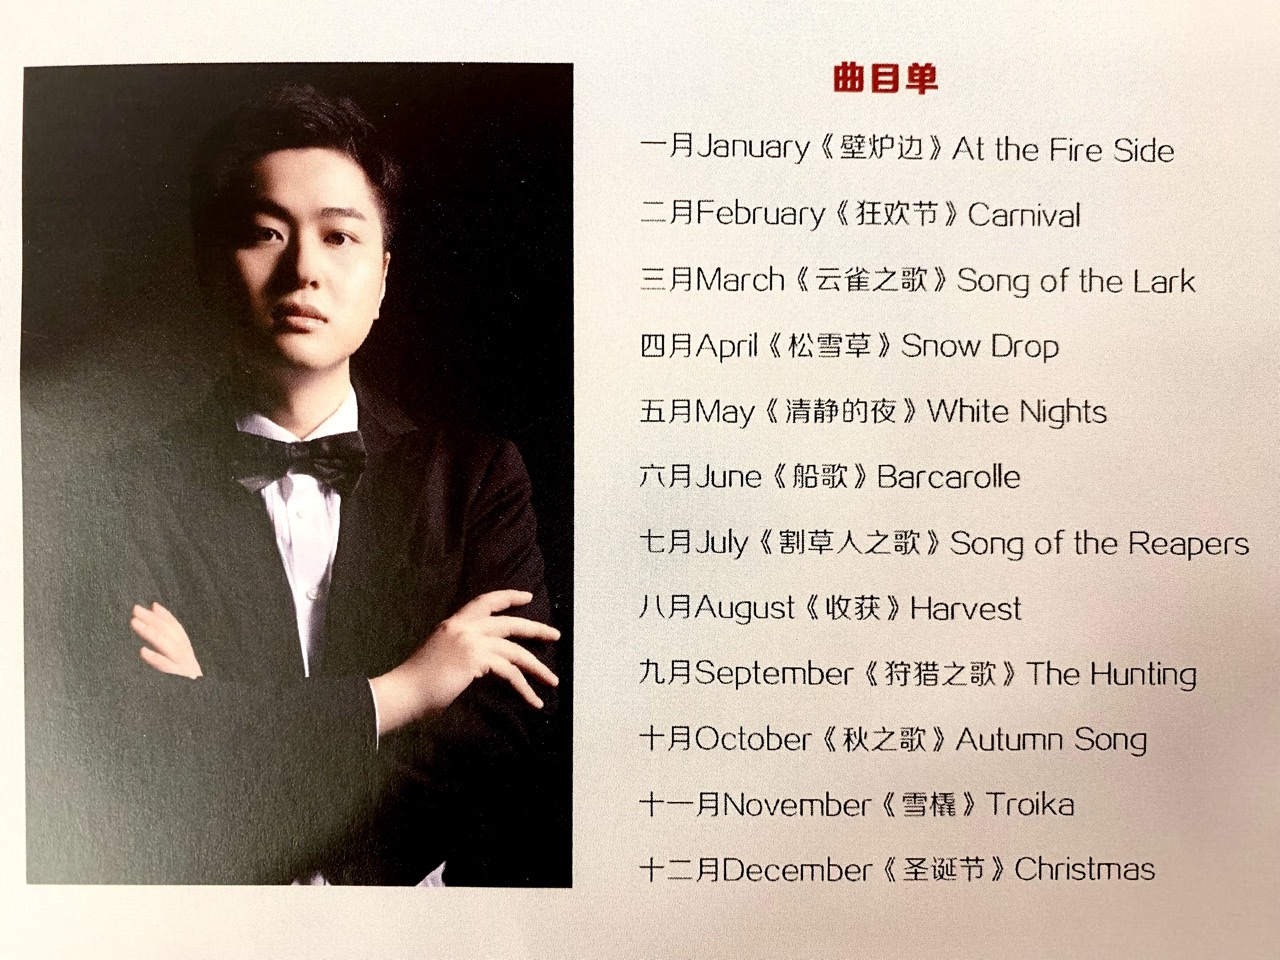 曲目单
一月January《壁炉边》At the Fire Side
二月February《狂欢节》Carnival
三月March《云雀之歌》Song of the Lark
四月April《松雪草》Snow Drop
五月May《清静的夜》White Nights
六月June《船歌》Barcarolle
七月July《割草人之歌》Song of the Reapers
八月August《收获》Harvest
九月September《狩猎之歌》The Hunting
十月October《秋之歌》Autumn Song
十一月November《雪橇》Troika
十二月December《圣诞节》Christmas